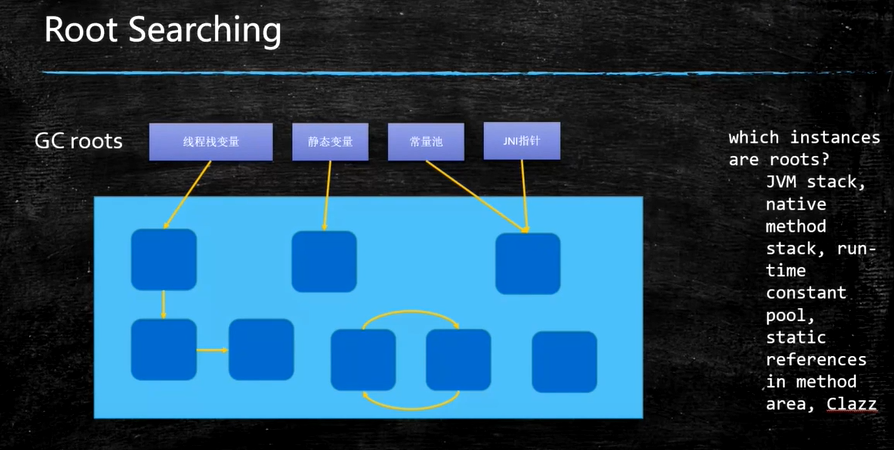 Root Searching
GC roots
线程栈变量
静态变量
常量池
JNI指针
which instances
are roots?
JVM stack,
native
method
stack, run-
time
constant
pool,
static
references
in method
area, Clazz